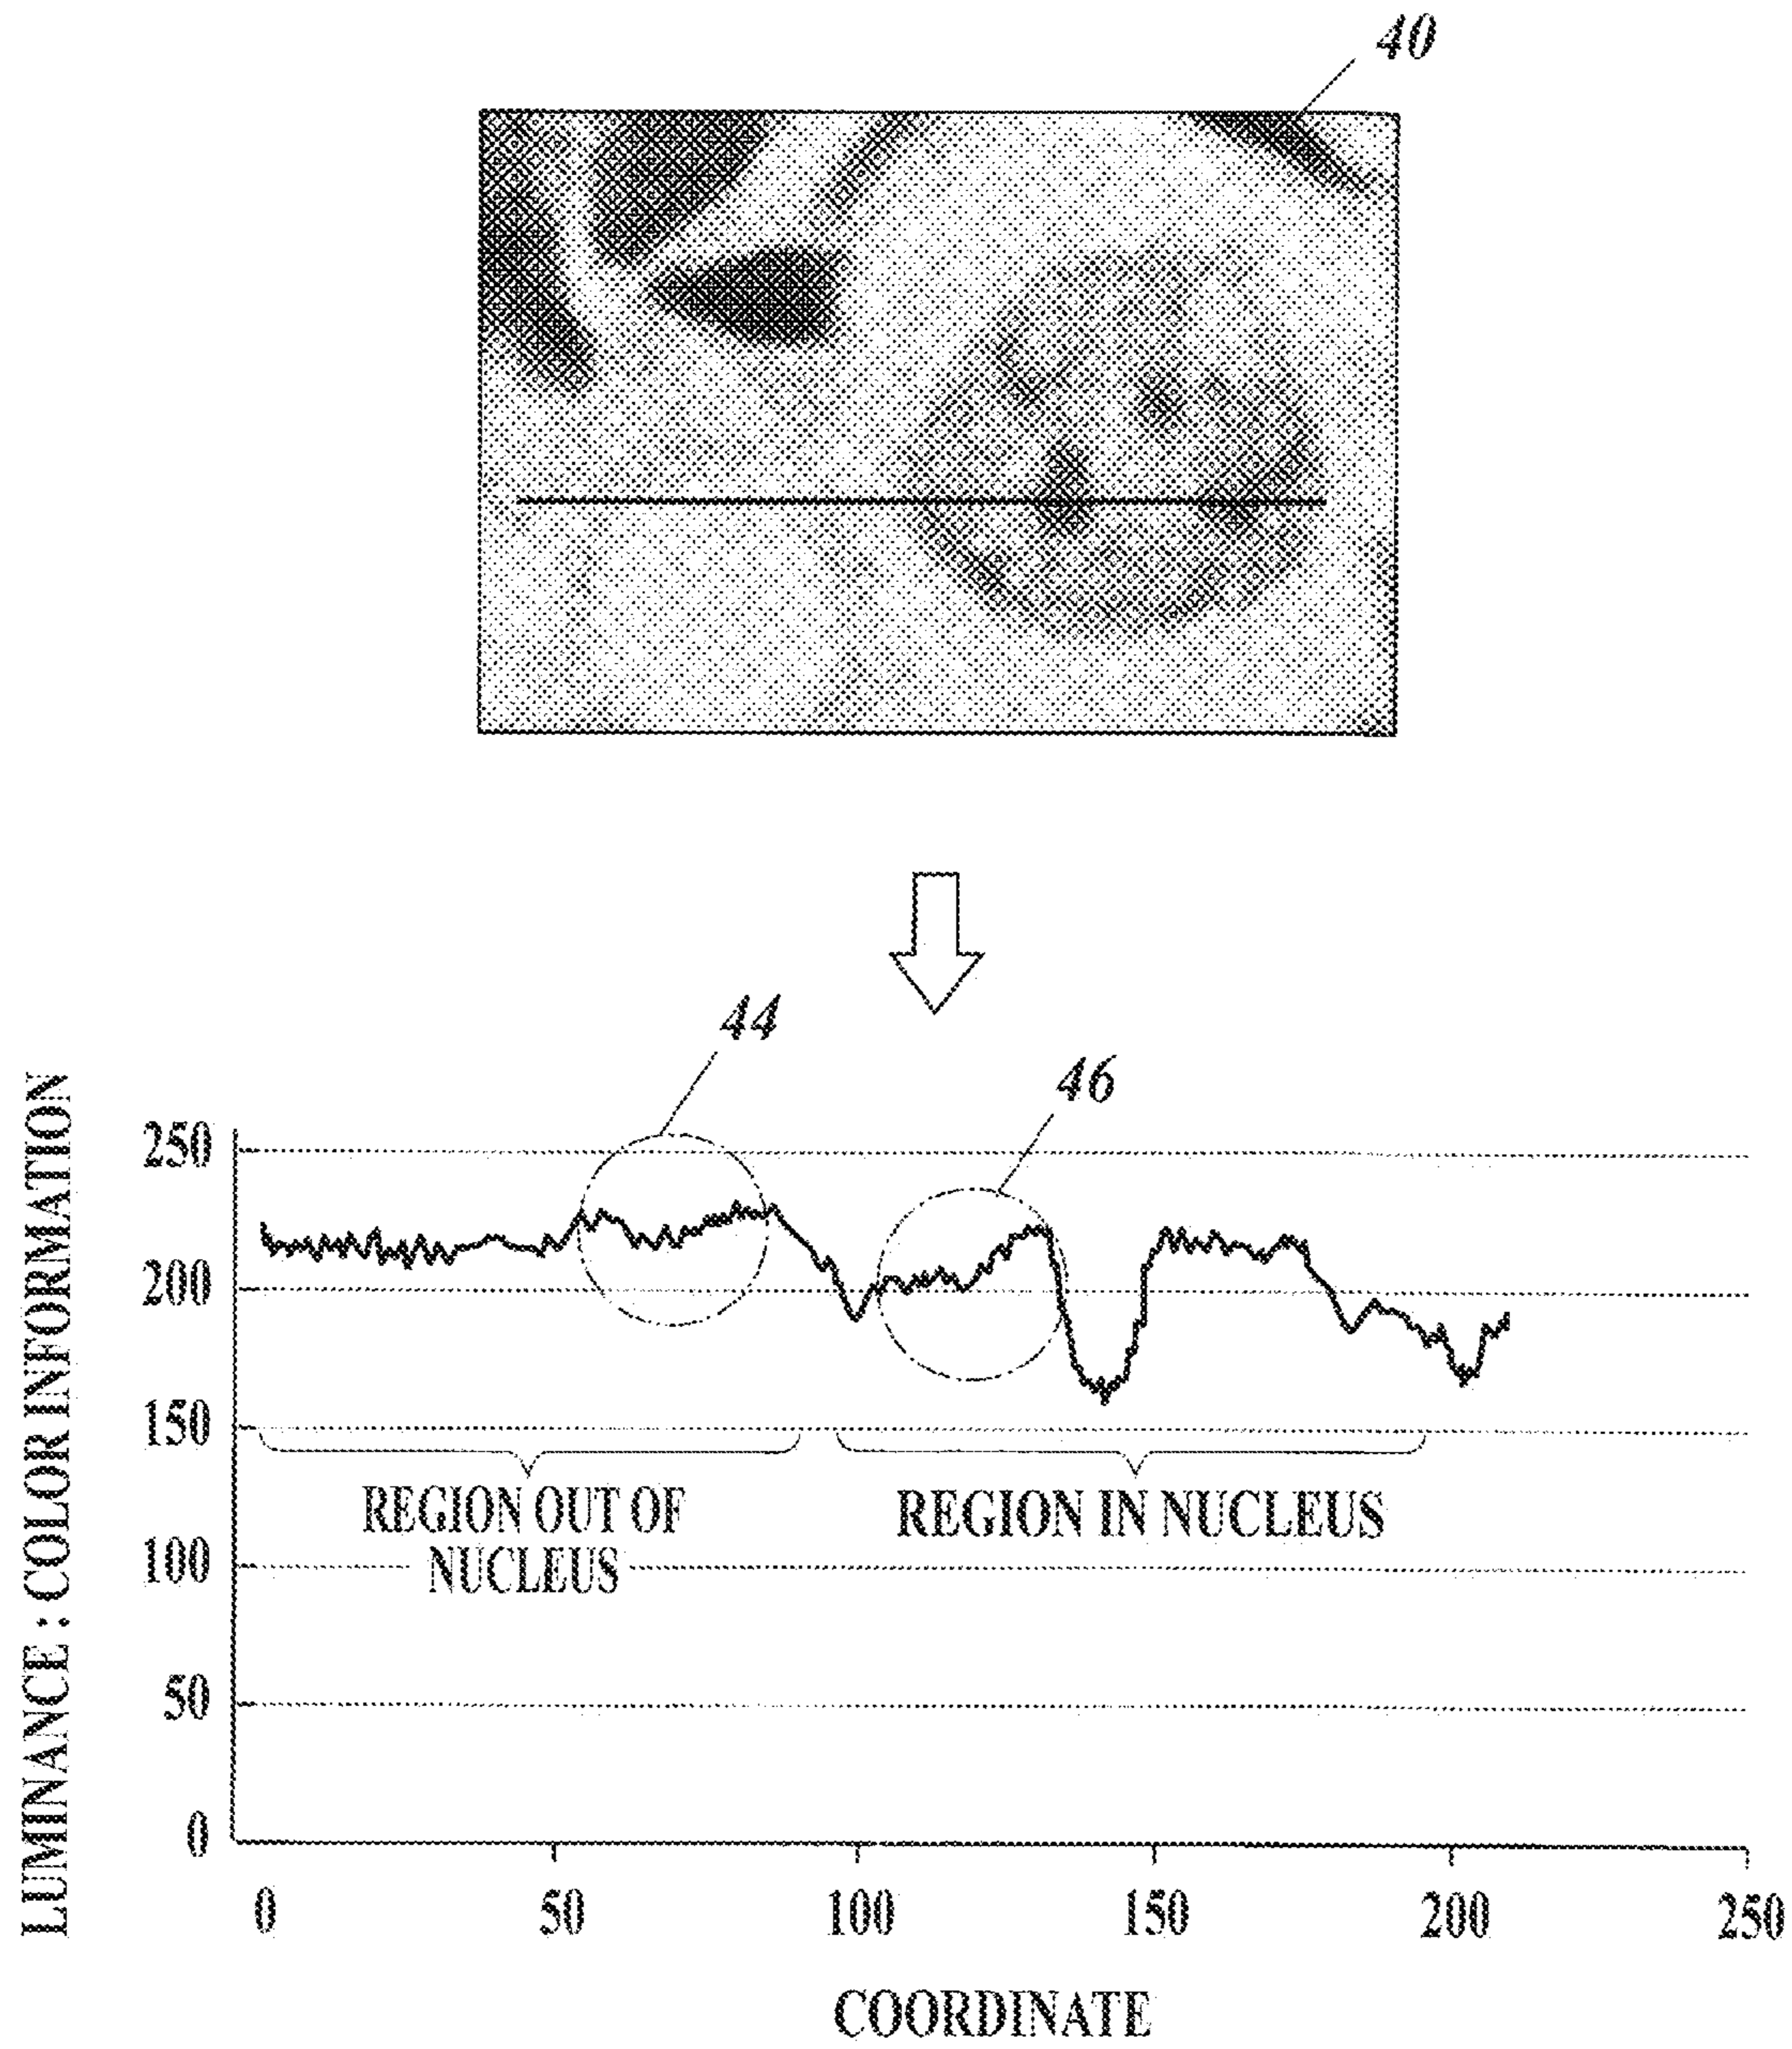 40
44
46
LUMINANCE : COLOR INFORMATION
250
200
150
REGION OUT OF
NUCLEUS
REGION IN NUCLEUS
100
50
0
0 50 100 150 200 250
COORDINATE